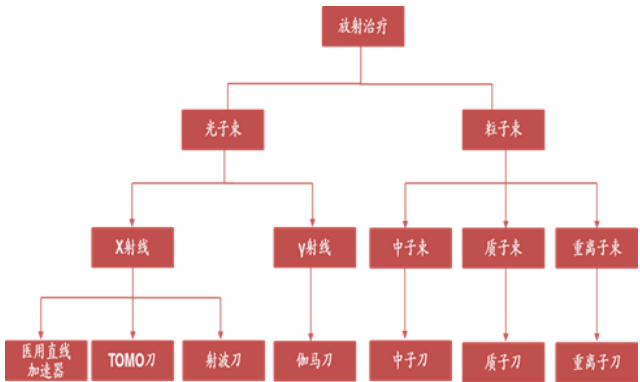 放射治疗
光子束
粒子束
X射线
γ射线
中子束
质子束
重离子束
医用直线
加速器
TOMO刀
射波刀
伽马刀
中子刀
质子刀
重离子刀